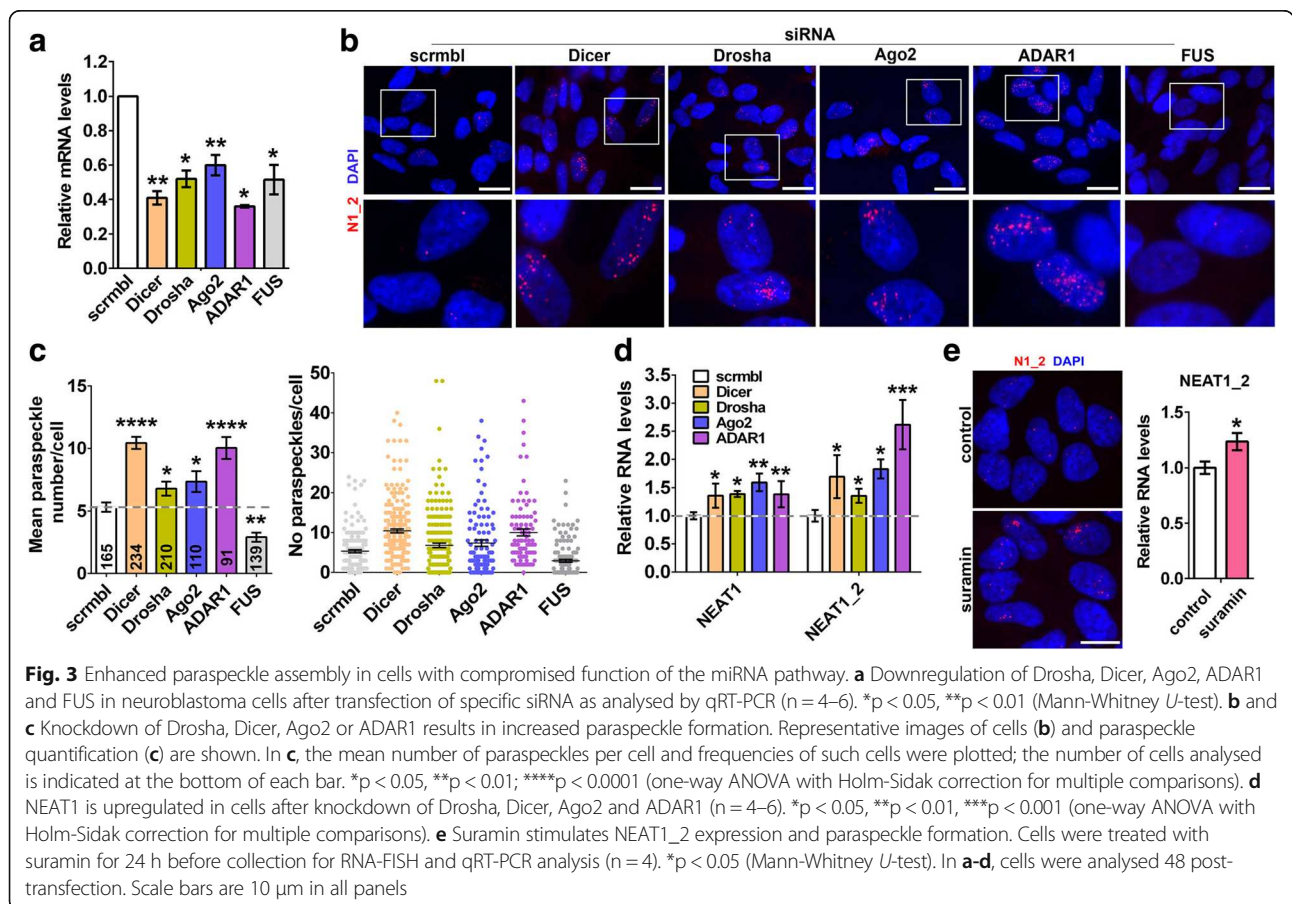 a
Relative mRNA levels
1.0
0.8
0.6
0.4
0.2
0.0
** * ** * *
scrmbl Dicer Drosha Ago2 ADAR1 FUS
b
siRNA
scrmbl Dicer Drosha Ago2 ADAR1 FUS
N1_2 DAPI
c
Mean paraspeckle
number/cell
15
10
5
0
**** * * **** **
165 234 210 110 91 139
scrmbl Dicer Drosha Ago2 ADAR1 FUS
No paraspeckles/cell
50
40
30
20
10
0
scrmbl Dicer Drosha Ago2 ADAR1 FUS
d
Relative RNA levels
3.5
3.0
2.5
2.0
1.5
1.0
0.5
0.0
scrmbl
Dicer
Drosha
Ago2
ADAR1
* * ** ** * * * ***
NEAT1 NEAT1_2
e
N1_2 DAPI
control
suramin
NEAT1_2
Relative RNA levels
1.5
1.0
0.5
0.0
*
control suramin
Fig. 3 Enhanced paraspeckle assembly in cells with compromised function of the miRNA pathway. a Downregulation of Drosha, Dicer, Ago2, ADAR1
and FUS in neuroblastoma cells after transfection of specific siRNA as analysed by qRT-PCR (n = 4–6). *p < 0.05, **p < 0.01 (Mann-Whitney U-test). b and
c Knockdown of Drosha, Dicer, Ago2 or ADAR1 results in increased paraspeckle formation. Representative images of cells (b) and paraspeckle
quantification (c) are shown. In c, the mean number of paraspeckles per cell and frequencies of such cells were plotted; the number of cells analysed
is indicated at the bottom of each bar. *p < 0.05, **p < 0.01; ****p < 0.0001 (one-way ANOVA with Holm-Sidak correction for multiple comparisons). d
NEAT1 is upregulated in cells after knockdown of Drosha, Dicer, Ago2 and ADAR1 (n = 4–6). *p < 0.05, **p < 0.01, ***p < 0.001 (one-way ANOVA with
Holm-Sidak correction for multiple comparisons). e Suramin stimulates NEAT1_2 expression and paraspeckle formation. Cells were treated with
suramin for 24 h before collection for RNA-FISH and qRT-PCR analysis (n = 4). *p < 0.05 (Mann-Whitney U-test). In a-d, cells were analysed 48 post-
transfection. Scale bars are 10 μm in all panels